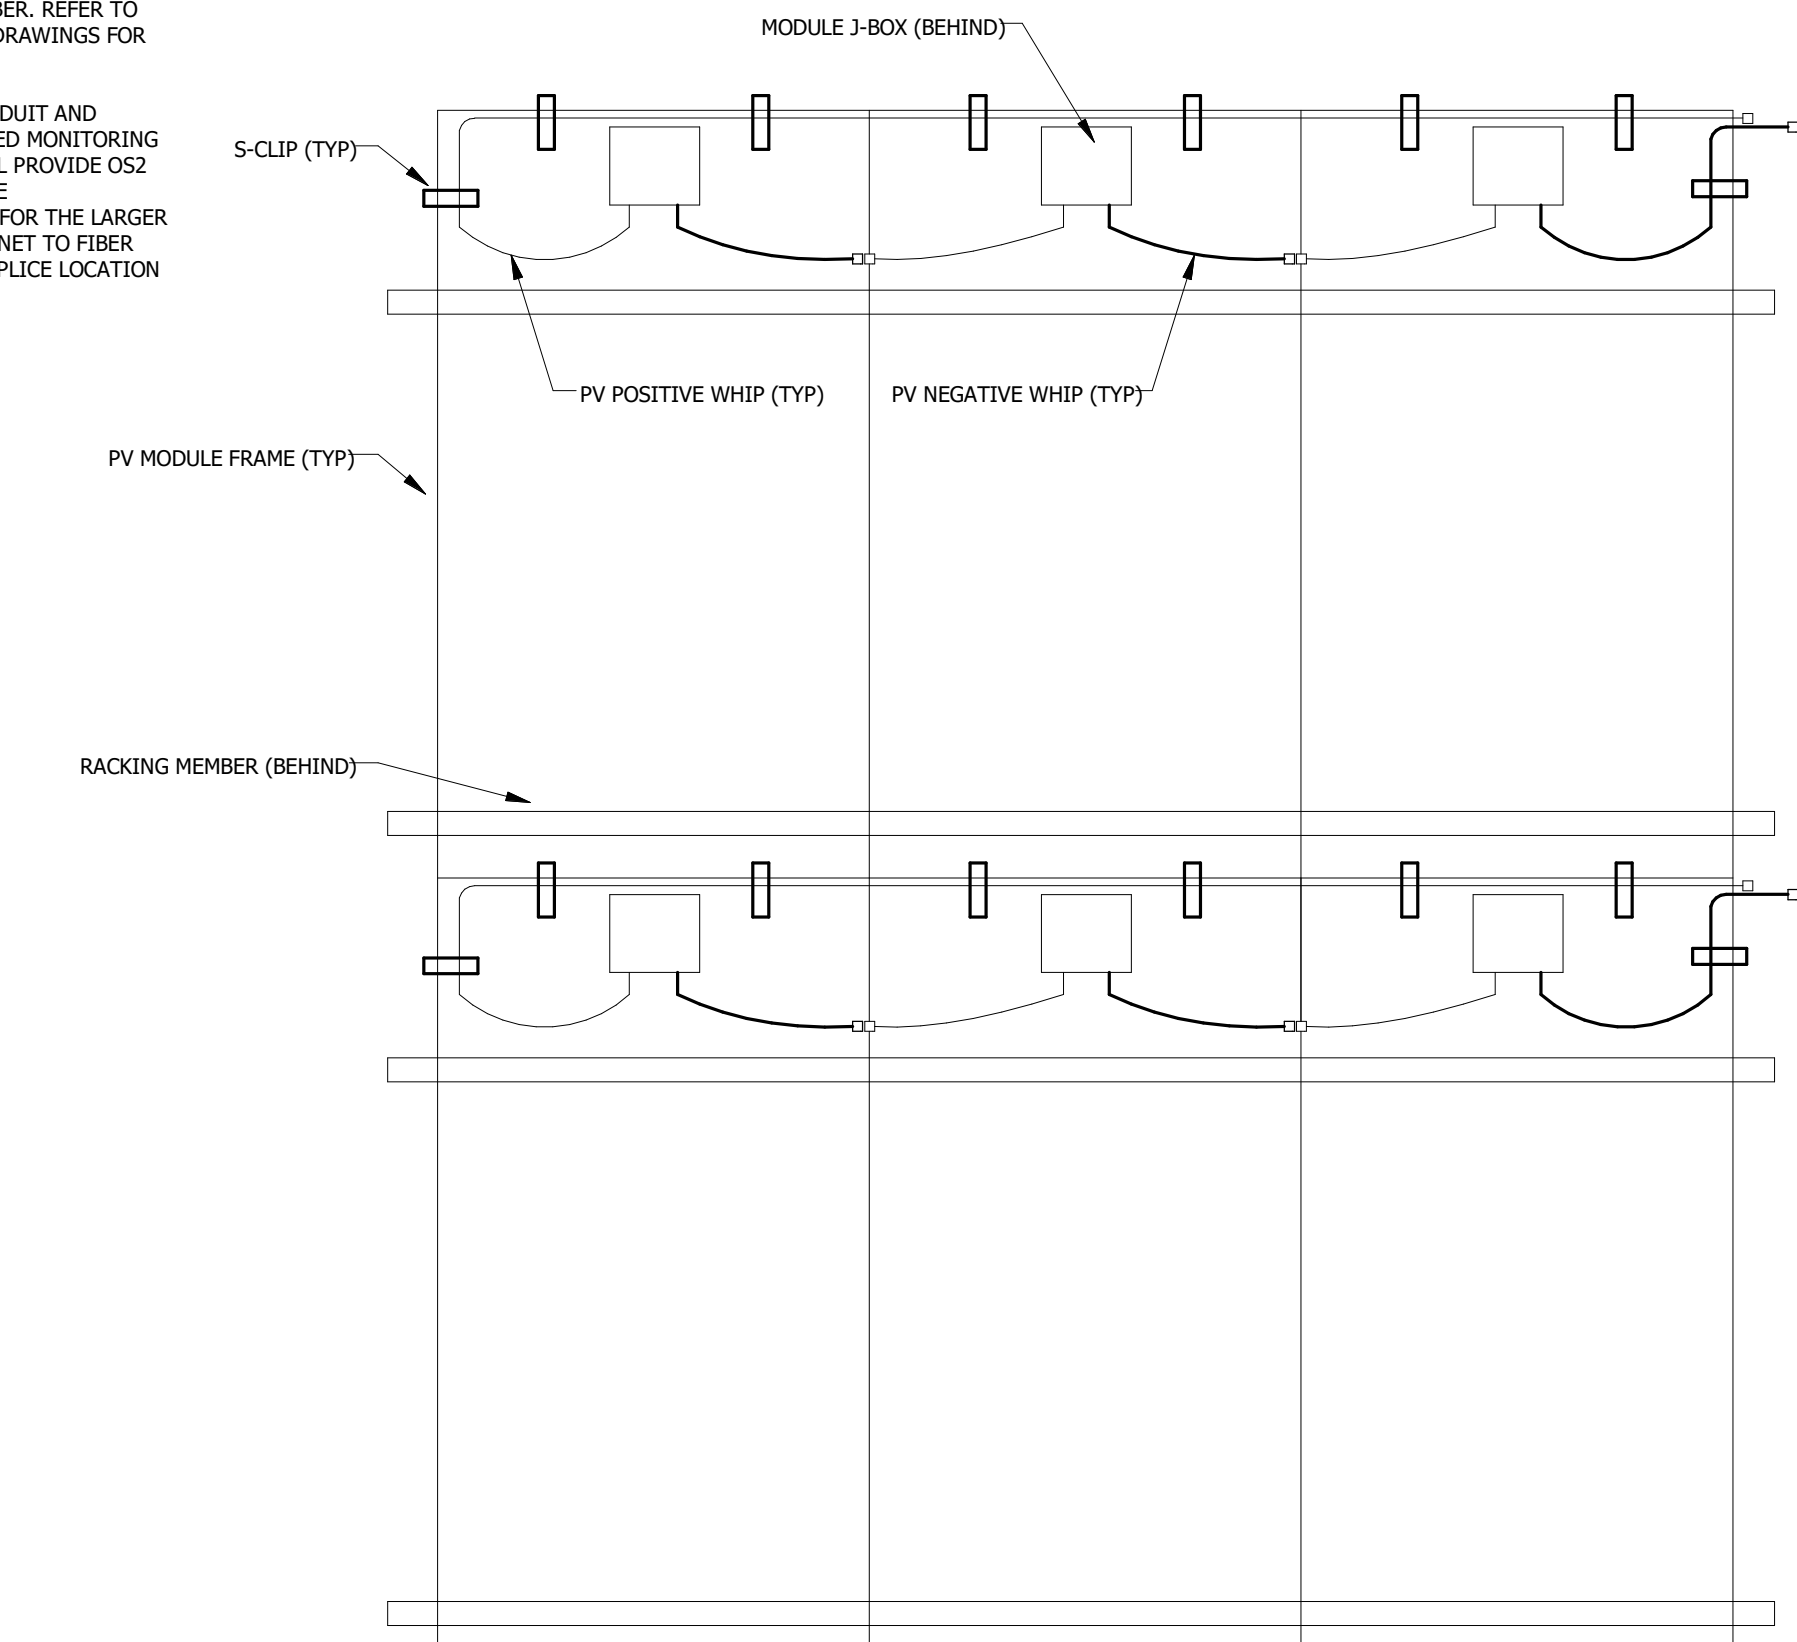 BER. REFER TO
DRAWINGS FOR
DUIT AND
ED MONITORING
L PROVIDE OS2
E
FOR THE LARGER
NET TO FIBER
PLICE LOCATION
MODULE J-BOX (BEHIND)
S-CLIP (TYP)
PV POSITIVE WHIP (TYP)
PV NEGATIVE WHIP (TYP)
PV MODULE FRAME (TYP)
RACKING MEMBER (BEHIND)